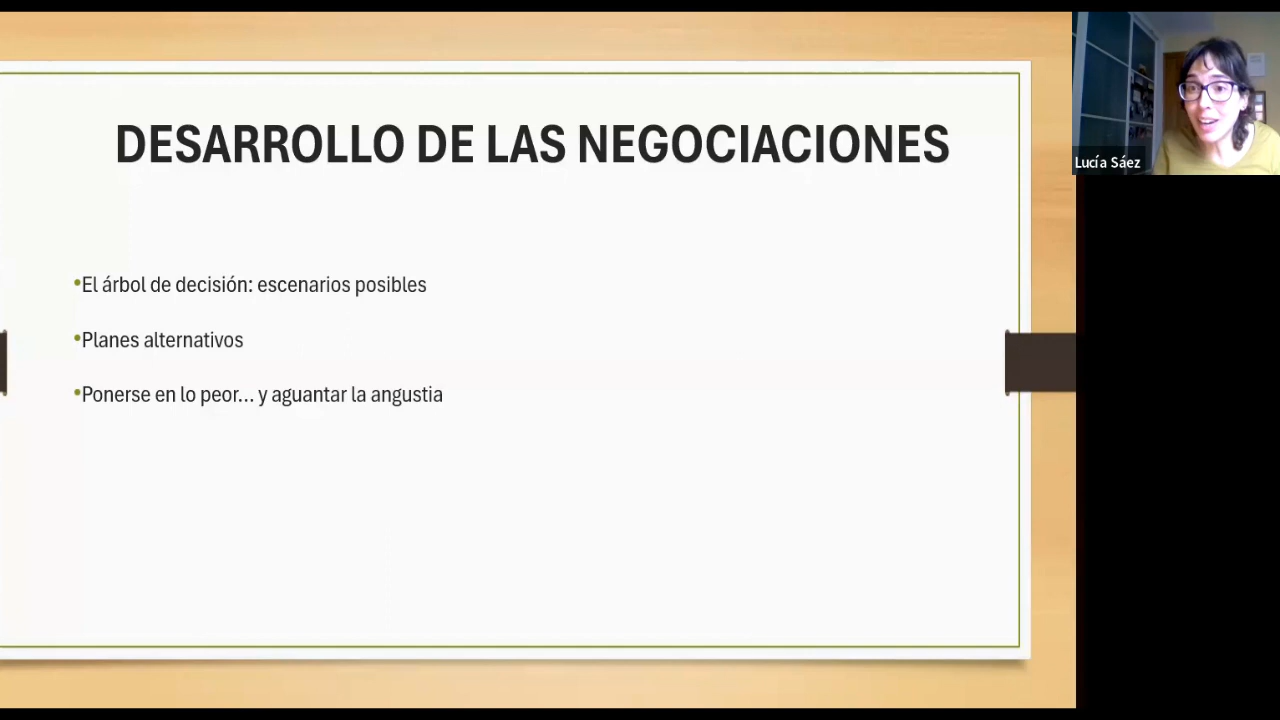 DESARROLLO DE LAS NEGOCIACIONES
•El árbol de decisión: escenarios posibles
•Planes alternativos
•Ponerse en lo peor... y aguantar la angustia
Lucía Sáez